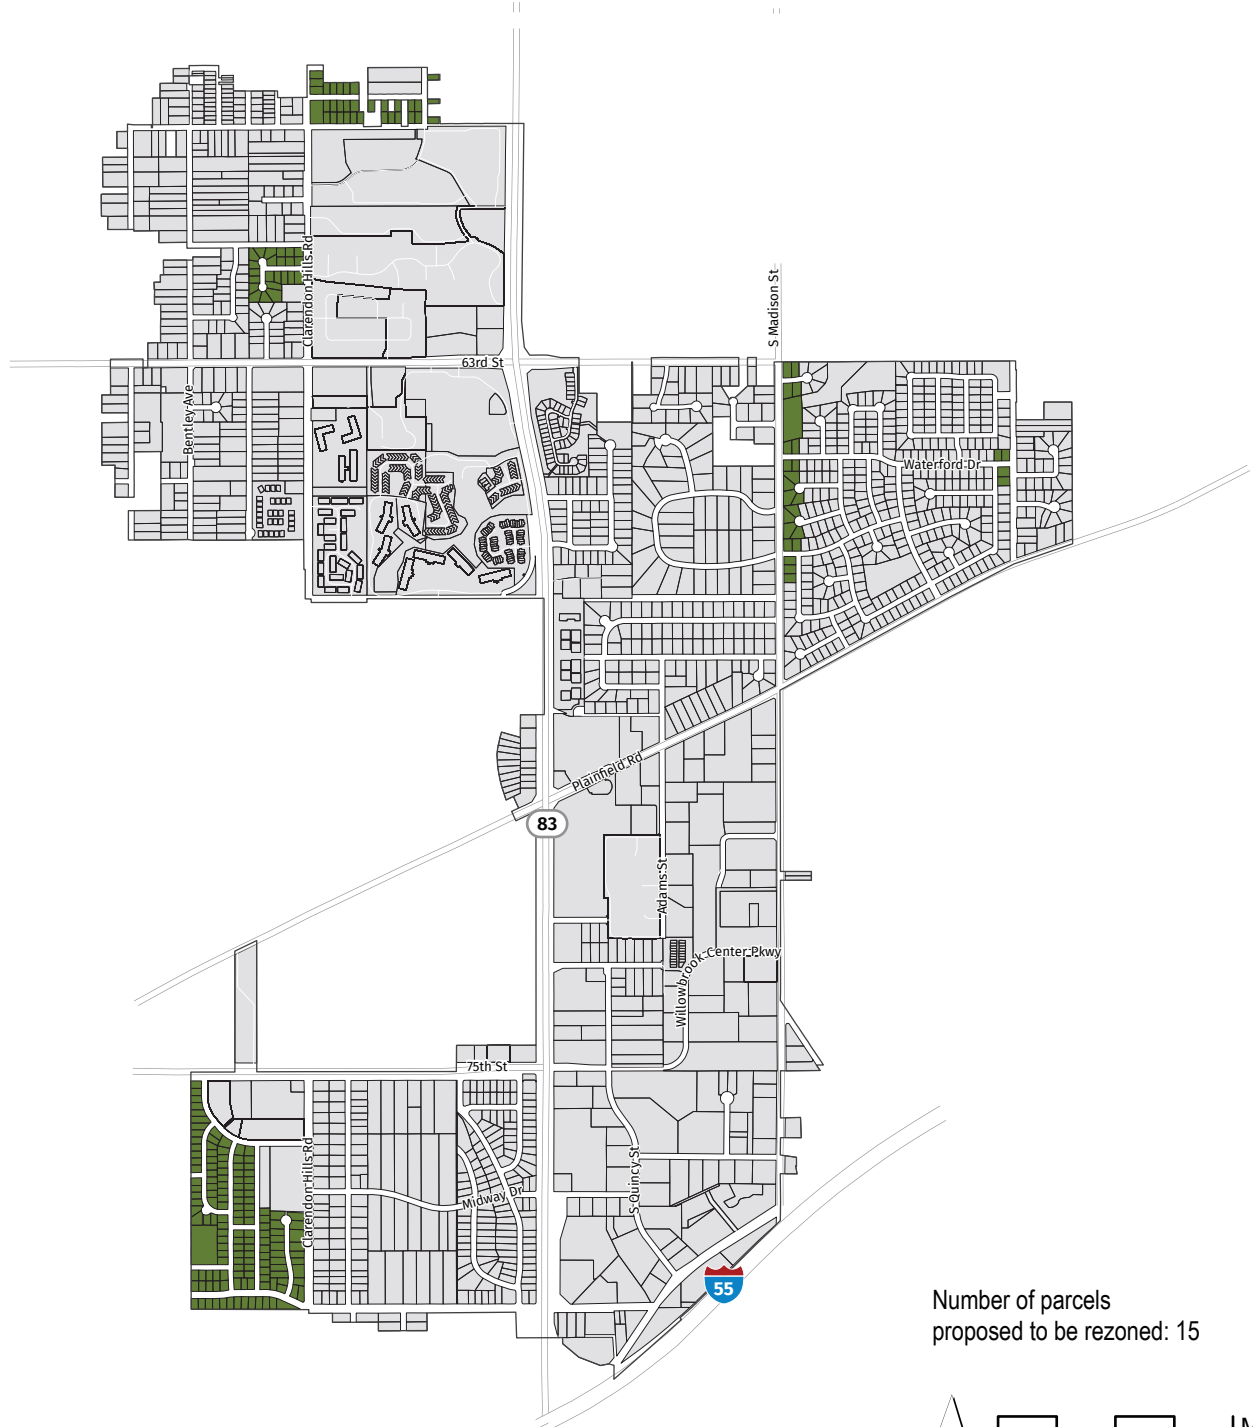 S Madison St
Clarendon Hills Rd
63rd St
Bentley Ave
Waterford Dr
Plainfield Rd
83
Adams St
Willowbrook Center Pkwy
75th St
Clarendon Hills Rd
Midway Dr
S Quincy St
55
Number of parcels
proposed to be rezoned: 15